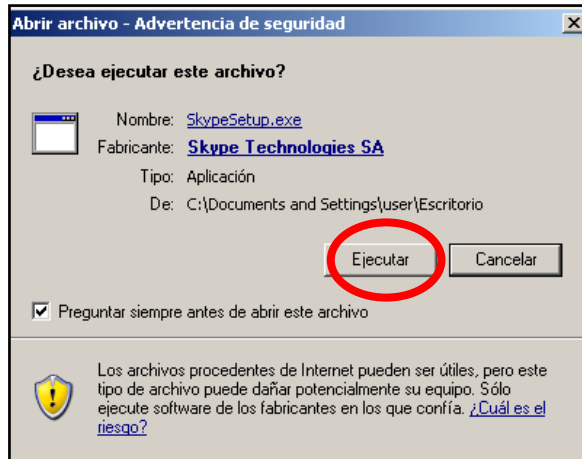 Abrir archivo - Advertencia de seguridad
¿Desea ejecutar este archivo?
Nombre: SkypeSetup.exe
Fabricante: Skype Technologies SA
Tipo: Aplicación
De: C:\Documents and Settings\user\Escritorio
Ejecutar Cancelar
Preguntar siempre antes de abrir este archivo
Los archivos procedentes de Internet pueden ser útiles, pero este
tipo de archivo puede dañar potencialmente su equipo. Sólo
ejecute software de los fabricantes en los que confía. ¿Cuál es el
riesgo?